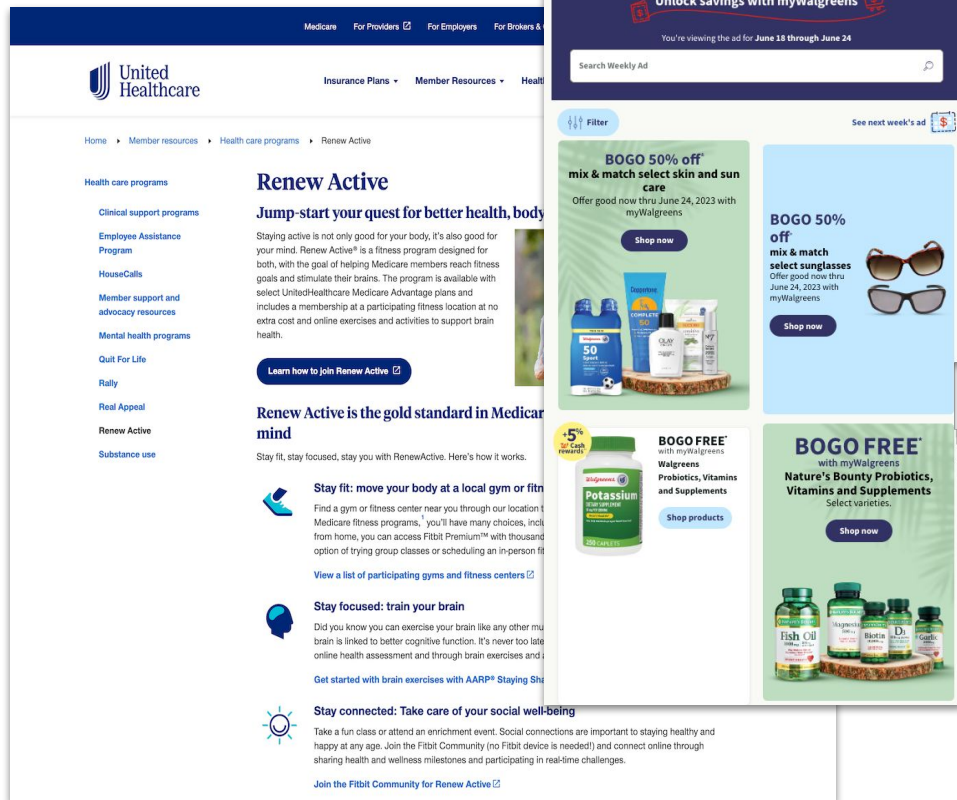 Medicare For Providers For Employers For Brokers &
United
Healthcare
Insurance Plans Member Resources
Home Member resources Health care programs Renew Active
Health care programs
Clinical support programs
Employee Assistance
Program
HouseCalls
Member support and
advocacy resources
Mental health programs
Quit For Life
Rally
Real Appeal
Renew Active
Substance use
Renew Active
Jump-start your quest for better health, body
Staying active is not only good for your body, it's also good for
your mind. Renew Active® is a fitness program designed for
both, with the goal of helping Medicare members reach fitness
goals and stimulate their brains. The program is available with
select UnitedHealthcare Medicare Advantage plans and
includes a membership at a participating fitness location at no
extra cost and online exercises and activities to support brain
health.
Learn how to join Renew Active
Renew Active is the gold standard in
mind
Stay fit, stay focused, stay you with RenewActive. Here's how it works.
Stay fit: move your body at a local gym or
Find a gym or fitness center near you through our location
Medicare fitness programs,¹ you'll have many choices,
from home, you can access Fitbit Premium™ with
option of trying group classes or scheduling an in-person
View a list of participating gyms and fitness centers
Stay focused: train your brain
Did you know you can exercise your brain like any other
brain is linked to better cognitive function. It's never too
online health assessment and through brain exercises and
Get started with brain exercises with AARP® Staying
Stay connected: Take care of your social well-being
Take a fun class or attend an enrichment event. Social connections are important to staying healthy and
happy at any age. Join the Fitbit Community (no Fitbit device is needed!) and connect online through
sharing health and wellness milestones and participating in real-time challenges.
Join the Fitbit Community for Renew Active
Unlock savings with myWalgreens
You're viewing the ad for June 18 through June 24
Search Weekly Ad
Filter
See next week's ad
$
BOGO 50% off*
mix & match select skin and sun
care
Offer good now thru June 24, 2023 with
myWalgreens
Shop now
50
Sport
COMPLETE
50
OLAY
N°7
BOGO 50%
off*
mix & match
select sunglasses
Offer good now thru
June 24, 2023 with
myWalgreens
Shop now
+5%
Cash
rewards
Walgreens
Potassium
250 CAPLETS
BOGO FREE*
with myWalgreens
Walgreens
Probiotics, Vitamins
and Supplements
Shop products
BOGO FREE*
with myWalgreens
Nature's Bounty Probiotics,
Vitamins and Supplements
Select varieties.
Shop now
Fish Oil
Magnesium
Biotin
D3
Garlic